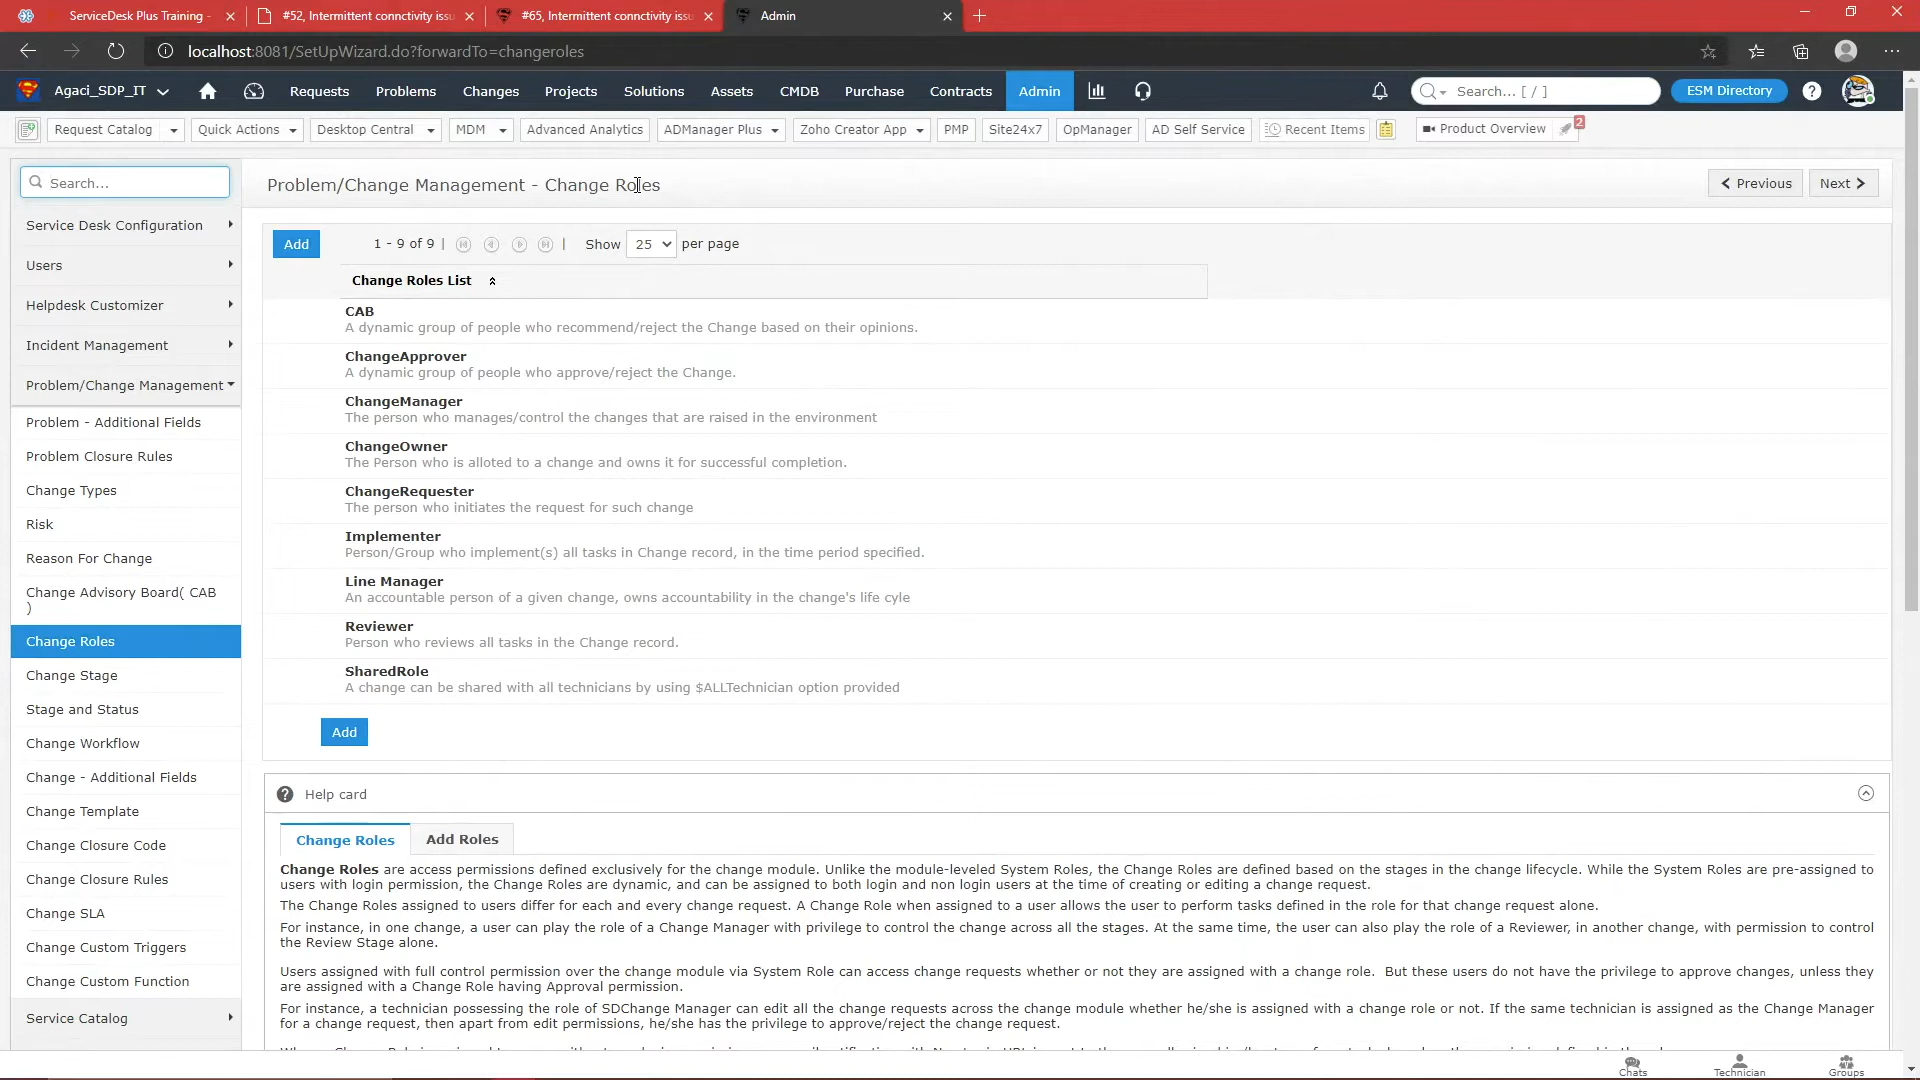 ServiceDesk Plus Training -
#52, Intermittent connctivity issu
#65, Intermittent connctivity issu
Admin
localhost:8081/SetUpWizard.do?forwardTo=changeroles
Agaci_SDP_IT
Requests
Problems
Changes
Projects
Solutions
Assets
CMDB
Purchase
Contracts
Admin
Search... [ / ]
ESM Directory
Request Catalog
Quick Actions
Desktop Central
MDM
Advanced Analytics
ADManager Plus
Zoho Creator App
PMP
Site24x7
OpManager
AD Self Service
Recent Items
Product Overview
2
Search...
Service Desk Configuration
Users
Helpdesk Customizer
Incident Management
Problem/Change Management
Problem - Additional Fields
Problem Closure Rules
Change Types
Risk
Reason For Change
Change Advisory Board( CAB
)
Change Roles
Change Stage
Stage and Status
Change Workflow
Change - Additional Fields
Change Template
Change Closure Code
Change Closure Rules
Change SLA
Change Custom Triggers
Change Custom Function
Service Catalog
Problem/Change Management - Change Roles
Previous
Next
Add
1 - 9 of 9 |
| Show 25 per page
Change Roles List
CAB
A dynamic group of people who recommend/reject the Change based on their opinions.
ChangeApprover
A dynamic group of people who approve/reject the Change.
ChangeManager
The person who manages/control the changes that are raised in the environment
ChangeOwner
The Person who is alloted to a change and owns it for successful completion.
ChangeRequester
The person who initiates the request for such change
Implementer
Person/Group who implement(s) all tasks in Change record, in the time period specified.
Line Manager
An accountable person of a given change, owns accountability in the change's life cyle
Reviewer
Person who reviews all tasks in the Change record.
SharedRole
A change can be shared with all technicians by using $ALLTechnician option provided
Add
Help card
Change Roles
Add Roles
Change Roles are access permissions defined exclusively for the change module. Unlike the module-leveled System Roles, the Change Roles are defined based on the stages in the change lifecycle. While the System Roles are pre-assigned to
users with login permission, the Change Roles are dynamic, and can be assigned to both login and non login users at the time of creating or editing a change request.
The Change Roles assigned to users differ for each and every change request. A Change Role when assigned to a user allows the user to perform tasks defined in the role for that change request alone.
For instance, in one change, a user can play the role of a Change Manager with privilege to control the change across all the stages. At the same time, the user can also play the role of a Reviewer, in another change, with permission to control
the Review Stage alone.
Users assigned with full control permission over the change module via System Role can access change requests whether or not they are assigned with a change role. But these users do not have the privilege to approve changes, unless they
are assigned with a Change Role having Approval permission.
For instance, a technician possessing the role of SDChange Manager can edit all the change requests across the change module whether he/she is assigned with a change role or not. If the same technician is assigned as the Change Manager
for a change request, then apart from edit permissions, he/she has the privilege to approve/reject the change request.
Chats
Technician
Groups